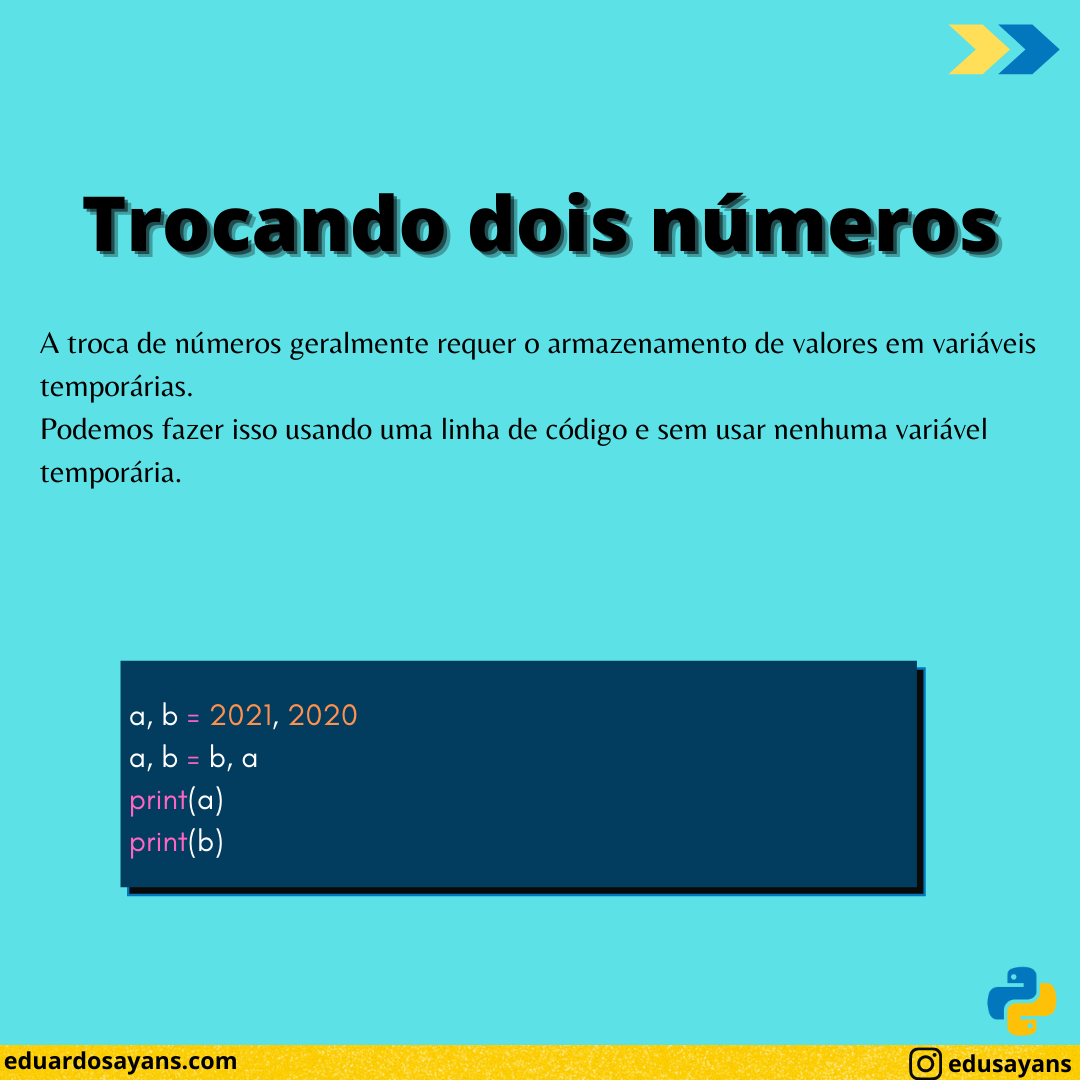 Trocando dois números
A troca de números geralmente requer o armazenamento de valores em variáveis
temporárias.
Podemos fazer isso usando uma linha de código e sem usar nenhuma variável
temporária.
a, b = 2021, 2020
a, b = b, a
print(a)
print(b)
eduardosayans.com
edusayans